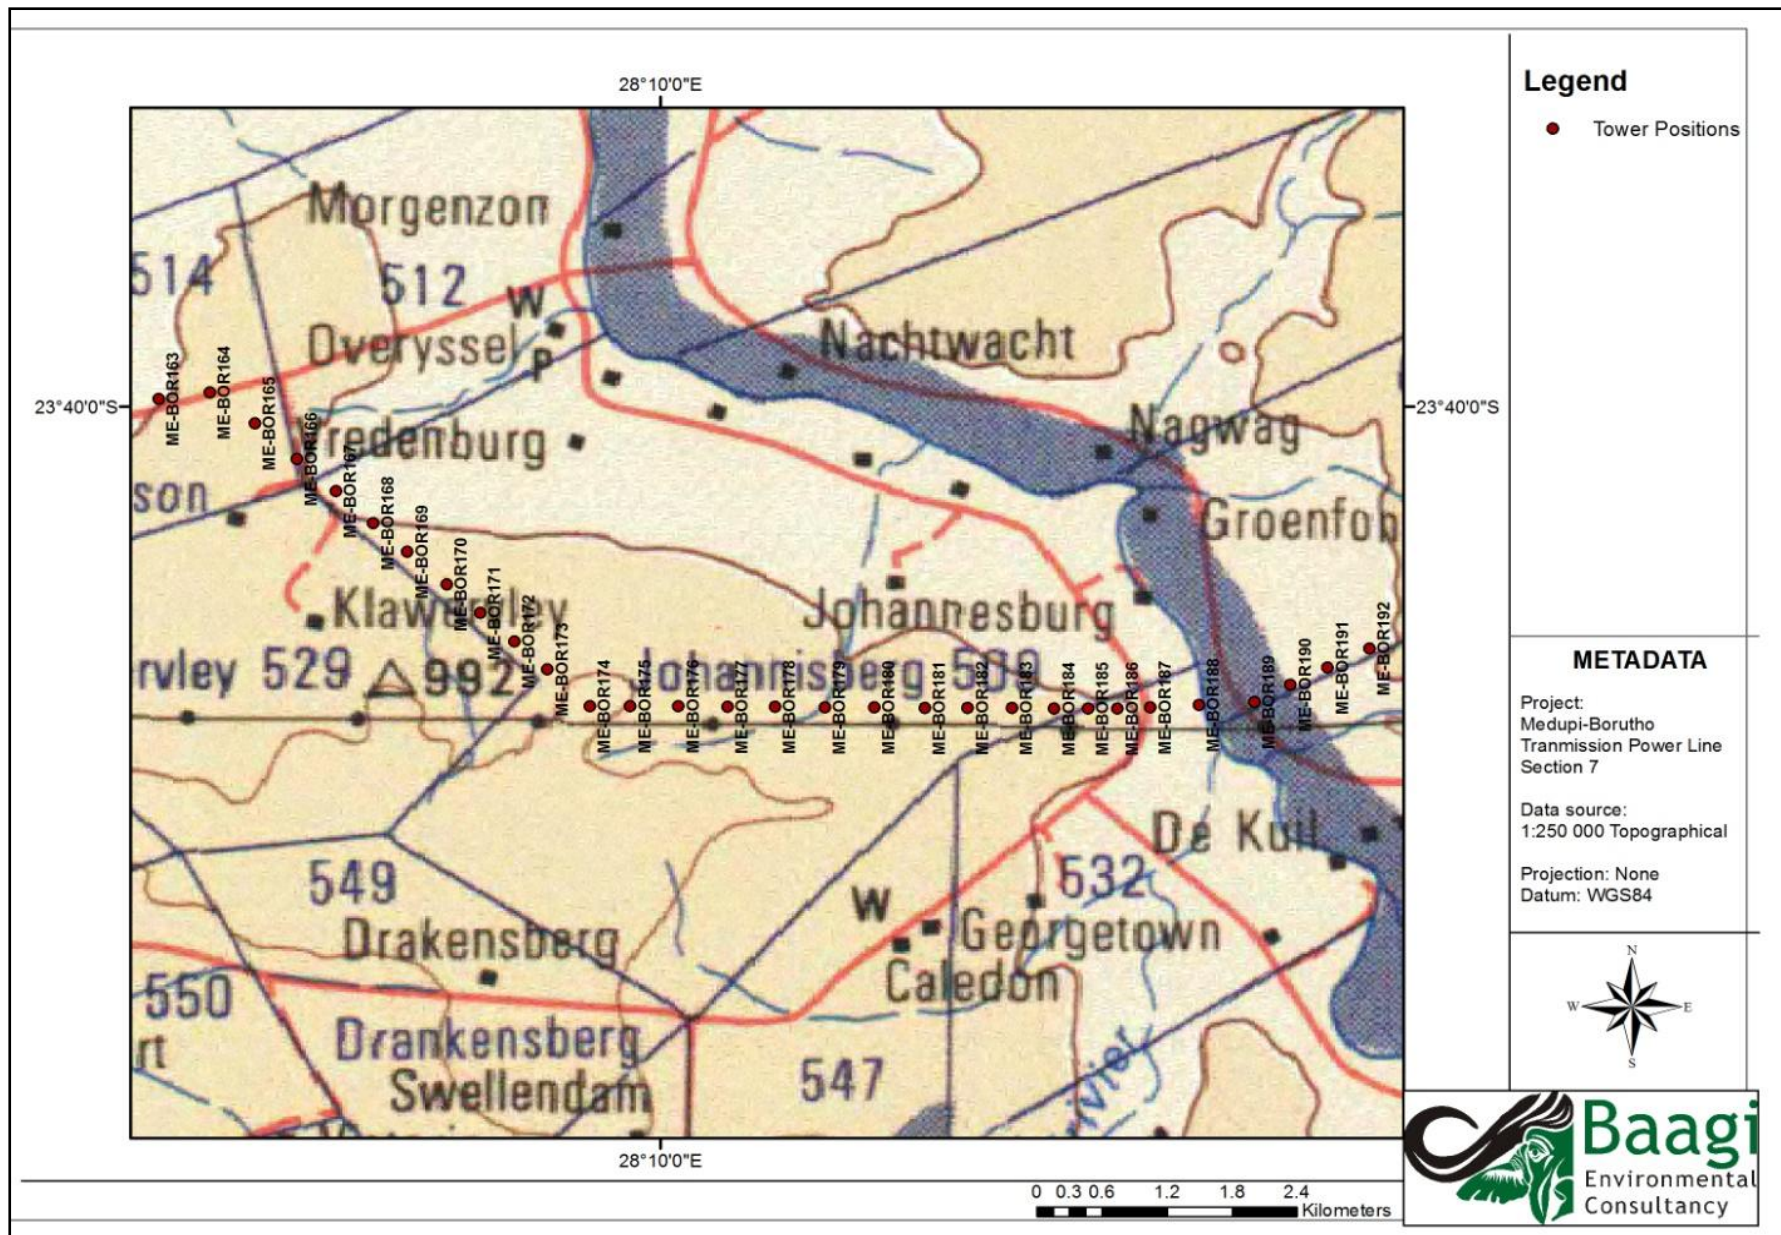 28°10'0"E
Legend
Tower Positions
Morgenzon
514
512
W
Overyssel
P
Nachtwacht
23°40'0"S
23°40'0"S
ME-BOR163
ME-BOR164
ME-BOR165
ME-BOR166
ME-BOR167
ME-BOR168
ME-BOR169
ME-BOR170
ME-BOR171
ME-BOR172
ME-BOR173
ME-BOR174
ME-BOR175
ME-BOR176
ME-BOR177
ME-BOR178
ME-BOR179
ME-BOR180
ME-BOR181
ME-BOR182
ME-BOR183
ME-BOR184
ME-BOR185
ME-BOR186
ME-BOR187
ME-BOR188
ME-BOR189
ME-BOR190
ME-BOR191
ME-BOR192
Nagwag
son
Groenfon
Johannesburg
rvley 529
992
Johannisberg
De Kuil
549
532
W
Drakensberg
Georgetown
Caledon
550
rt
Drankensberg
547
Swellendam
ivier
28°10'0"E
METADATA
Project:
Medupi-Borutho
Tranmission Power Line
Section 7
Data source:
1:250 000 Topographical
Projection: None
Datum: WGS84
N
W
E
S
0 0.3 0.6 1.2 1.8 2.4
Kilometers
Baagi
Environmental
Consultancy